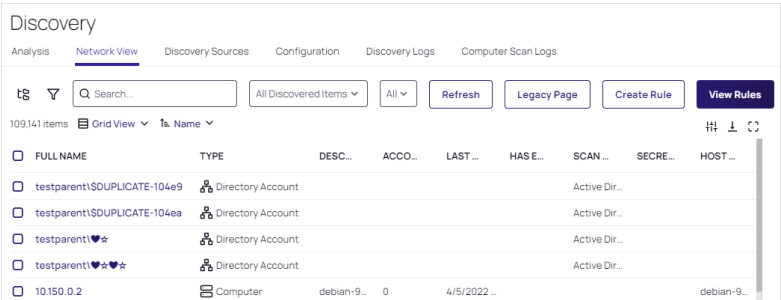 Discovery
Analysis Network View Discovery Sources Configuration Discovery Logs Computer Scan Logs
Search... All Discovered Items All Refresh Legacy Page Create Rule View Rules
109,141 items Grid View Name
FULL NAME TYPE DESC... ACCO... LAST ... HAS E... SCAN ... SECRE... HOST ...
testparent\$DUPLICATE-104e9 Directory Account Active Dir...
testparent\$DUPLICATE-104ea Directory Account Active Dir...
testparent\♥☆ Directory Account Active Dir...
testparent\♥☆♥☆ Directory Account Active Dir...
10.150.0.2 Computer debian-9... 0 4/5/2022 ... debian-9...